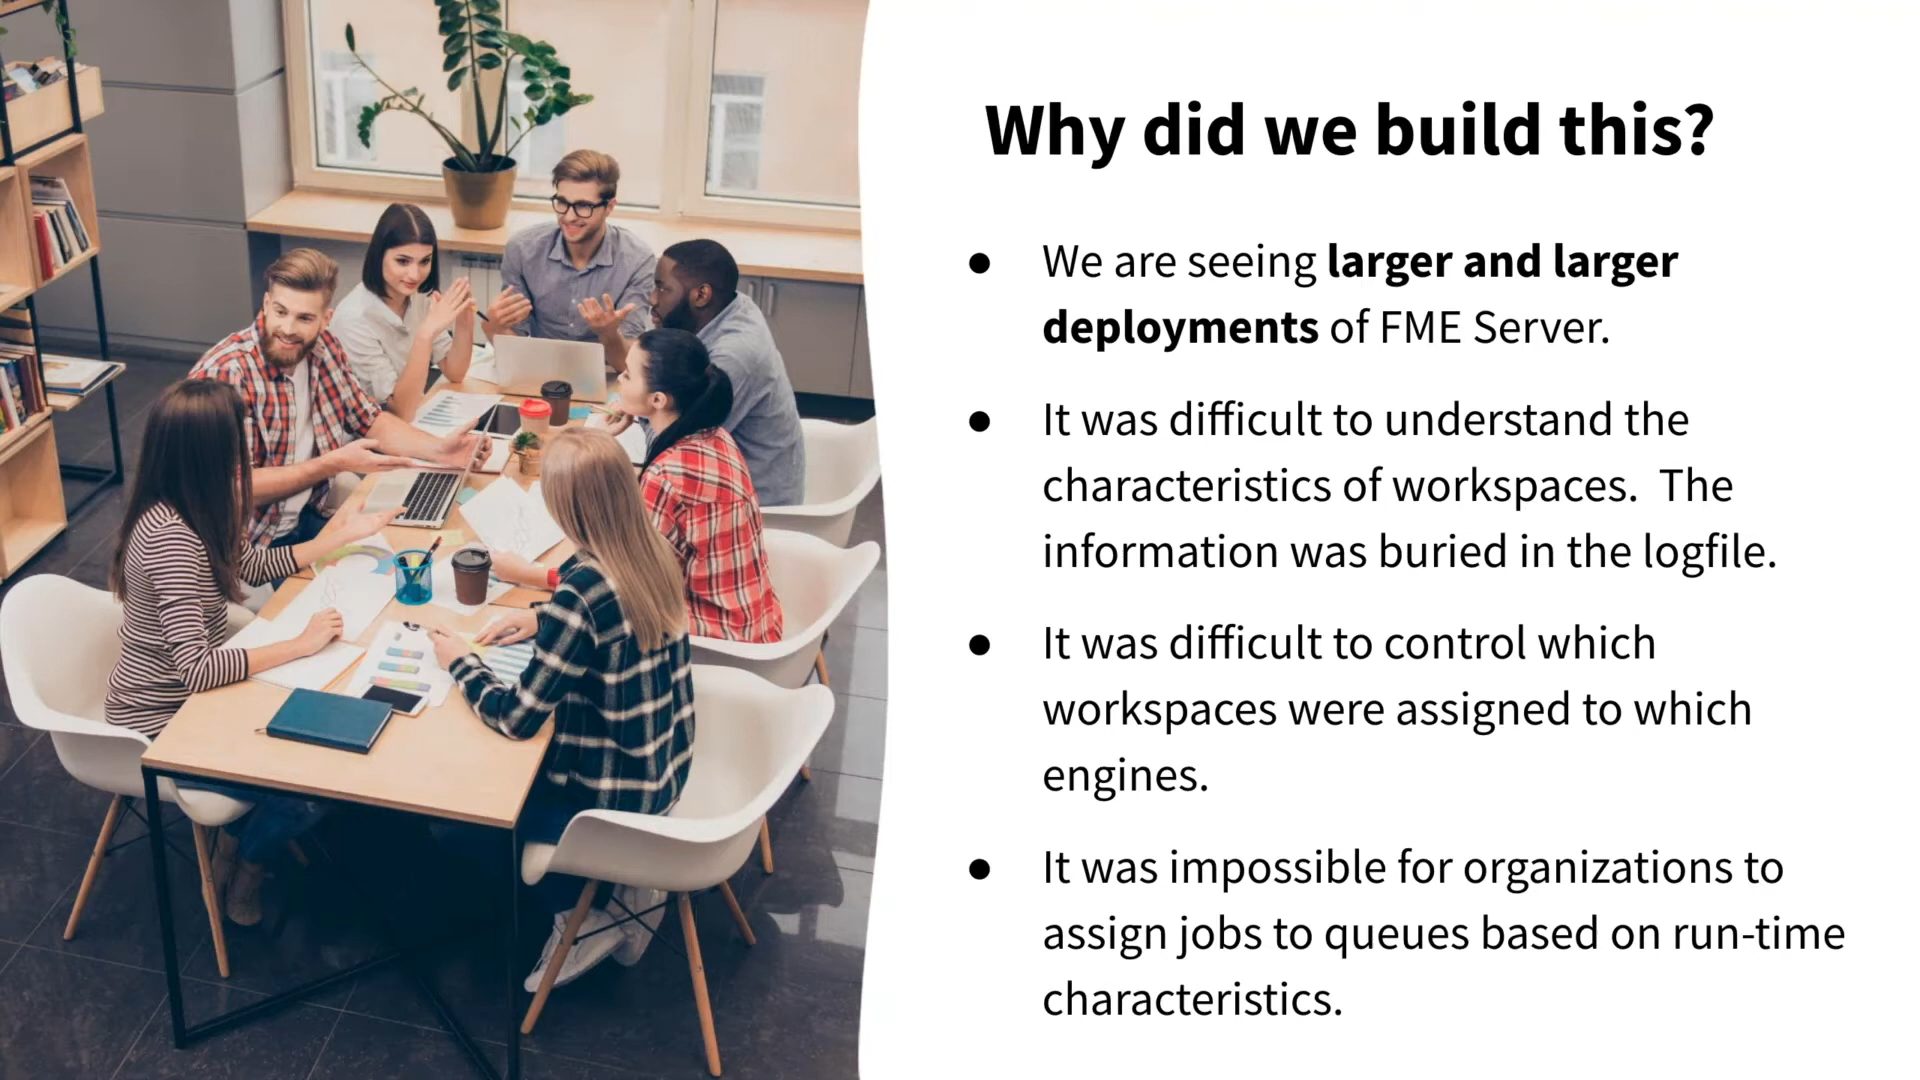 Why did we build this?
● We are seeing larger and larger
deployments of FME Server.
● It was difficult to understand the
characteristics of workspaces.  The
information was buried in the logfile.
● It was difficult to control which
workspaces were assigned to which
engines.
● It was impossible for organizations to
assign jobs to queues based on run-time
characteristics.